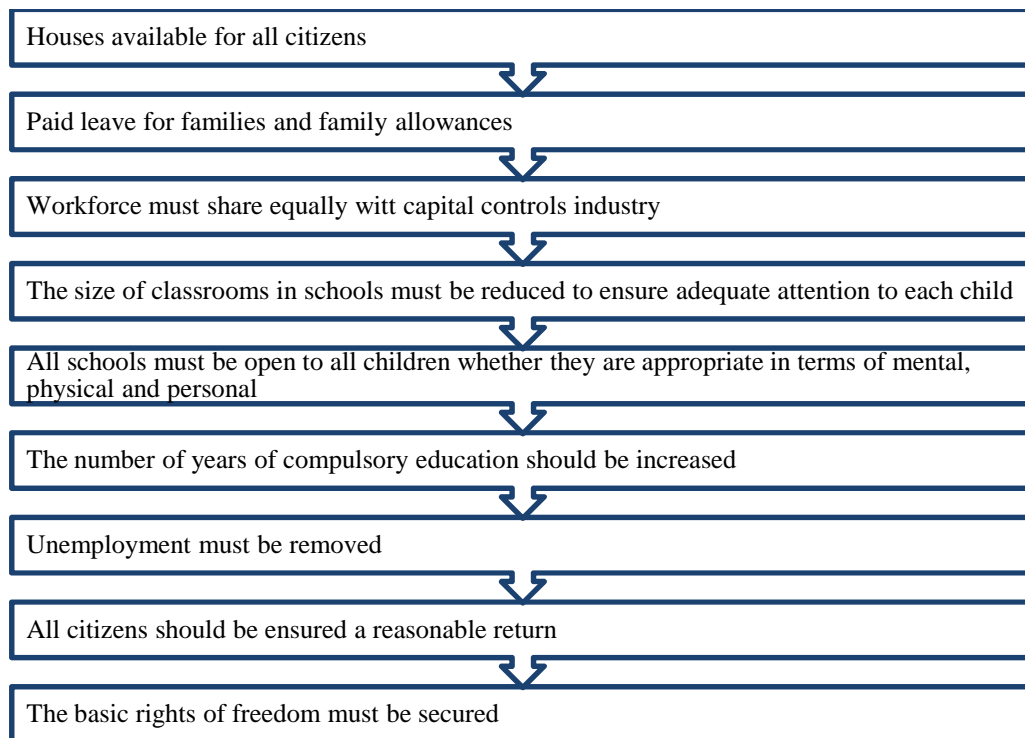 Houses available for all citizens
Paid leave for families and family allowances
Workforce must share equally witt capital controls industry
The size of classrooms in schools must be reduced to ensure adequate attention to each child
All schools must be open to all children whether they are appropriate in terms of mental,
physical and personal
The number of years of compulsory education should be increased
Unemployment must be removed
All citizens should be ensured a reasonable return
The basic rights of freedom must be secured